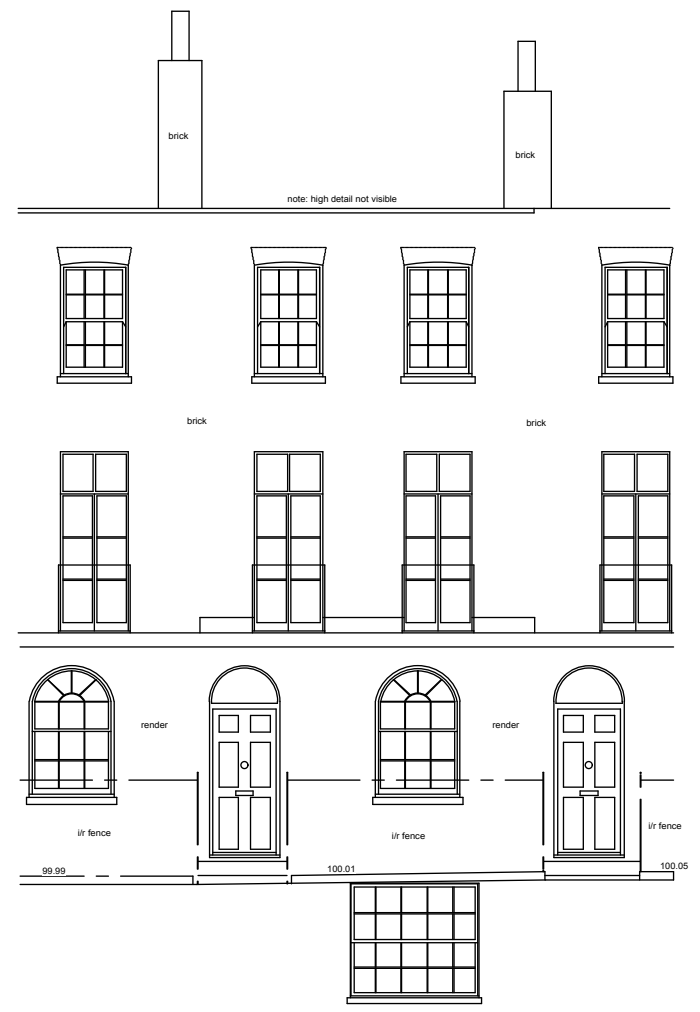 brick
brick
note: high detail not visible
brick
brick
render
render
i/r fence
i/r fence
i/r fence
99.99
100.01
100.05